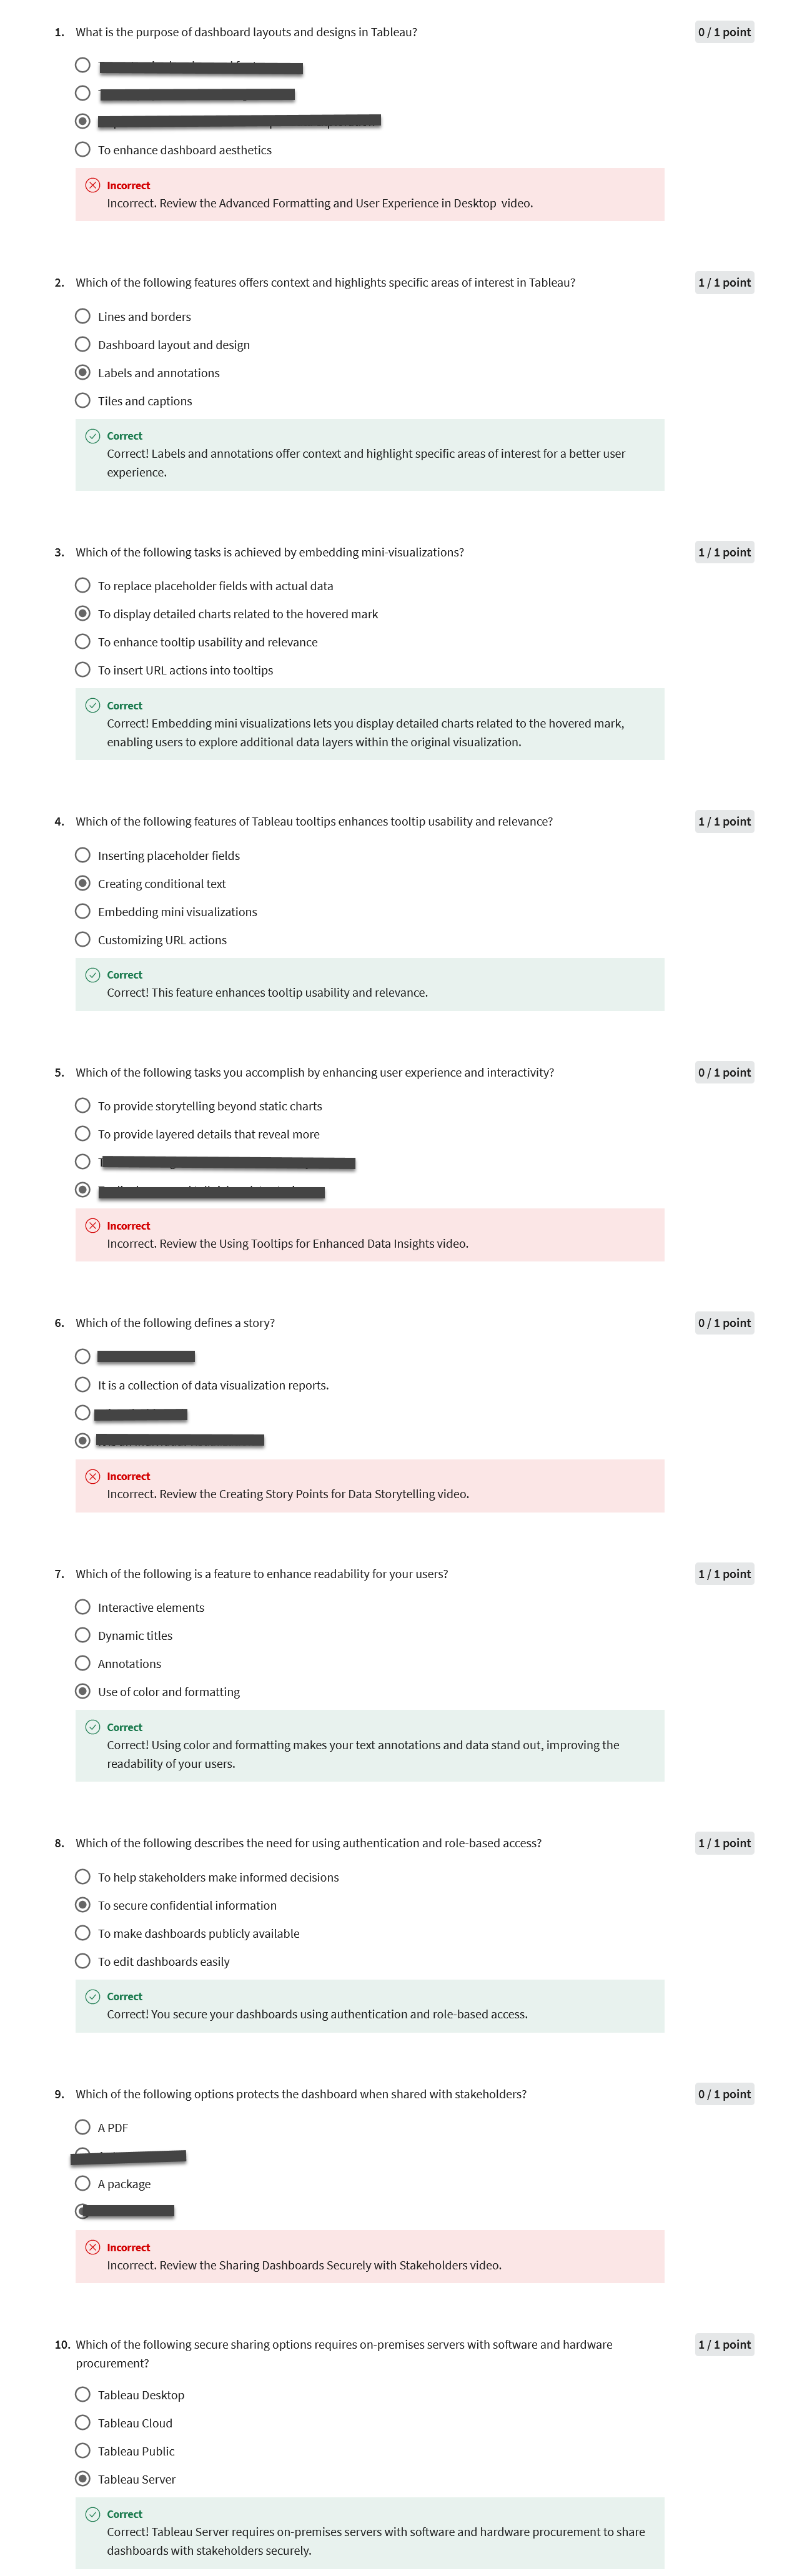 1. What is the purpose of dashboard layouts and designs in Tableau?
0 / 1 point
To enhance dashboard aesthetics
Incorrect
Incorrect. Review the Advanced Formatting and User Experience in Desktop video.
2. Which of the following features offers context and highlights specific areas of interest in Tableau?
1 / 1 point
Lines and borders
Dashboard layout and design
Labels and annotations
Tiles and captions
Correct
Correct! Labels and annotations offer context and highlight specific areas of interest for a better user
experience.
3. Which of the following tasks is achieved by embedding mini-visualizations?
1 / 1 point
To replace placeholder fields with actual data
To display detailed charts related to the hovered mark
To enhance tooltip usability and relevance
To insert URL actions into tooltips
Correct
Correct! Embedding mini visualizations lets you display detailed charts related to the hovered mark,
enabling users to explore additional data layers within the original visualization.
4. Which of the following features of Tableau tooltips enhances tooltip usability and relevance?
1 / 1 point
Inserting placeholder fields
Creating conditional text
Embedding mini visualizations
Customizing URL actions
Correct
Correct! This feature enhances tooltip usability and relevance.
5. Which of the following tasks you accomplish by enhancing user experience and interactivity?
0 / 1 point
To provide storytelling beyond static charts
To provide layered details that reveal more
Incorrect
Incorrect. Review the Using Tooltips for Enhanced Data Insights video.
6. Which of the following defines a story?
0 / 1 point
It is a collection of data visualization reports.
Incorrect
Incorrect. Review the Creating Story Points for Data Storytelling video.
7. Which of the following is a feature to enhance readability for your users?
1 / 1 point
Interactive elements
Dynamic titles
Annotations
Use of color and formatting
Correct
Correct! Using color and formatting makes your text annotations and data stand out, improving the
readability of your users.
8. Which of the following describes the need for using authentication and role-based access?
1 / 1 point
To help stakeholders make informed decisions
To secure confidential information
To make dashboards publicly available
To edit dashboards easily
Correct
Correct! You secure your dashboards using authentication and role-based access.
9. Which of the following options protects the dashboard when shared with stakeholders?
0 / 1 point
A PDF
A package
Incorrect
Incorrect. Review the Sharing Dashboards Securely with Stakeholders video.
10. Which of the following secure sharing options requires on-premises servers with software and hardware
procurement?
1 / 1 point
Tableau Desktop
Tableau Cloud
Tableau Public
Tableau Server
Correct
Correct! Tableau Server requires on-premises servers with software and hardware procurement to share
dashboards with stakeholders securely.